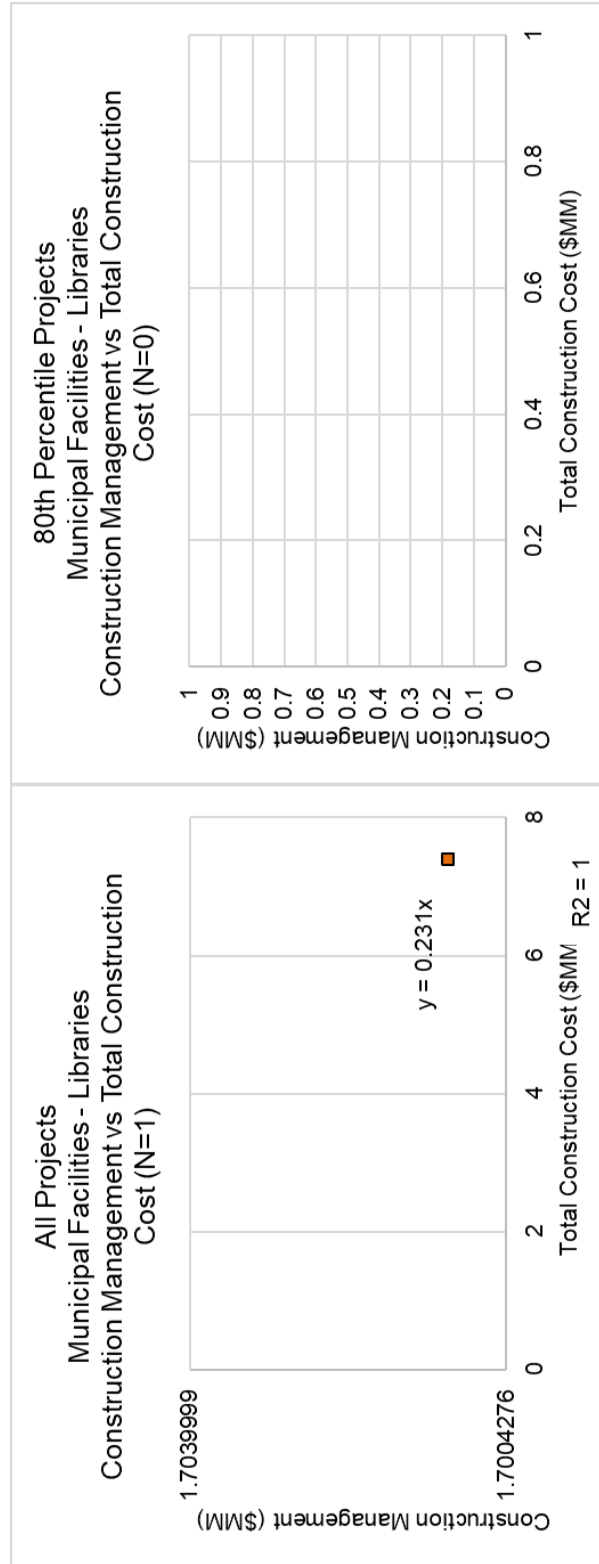 All Projects
Municipal Facilities - Libraries
Construction Management vs Total Construction
Cost (N=1)
Construction Management ($MM)
1.7039999
1.7004276
y = 0.231x
0
2
4
6
8
Total Construction Cost ($MM
R2 = 1
80th Percentile Projects
Municipal Facilities - Libraries
Construction Management vs Total Construction
Cost (N=0)
Construction Management ($MM)
1
0.9
0.8
0.7
0.6
0.5
0.4
0.3
0.2
0.1
0
0
0.2
0.4
0.6
0.8
1
Total Construction Cost ($MM)